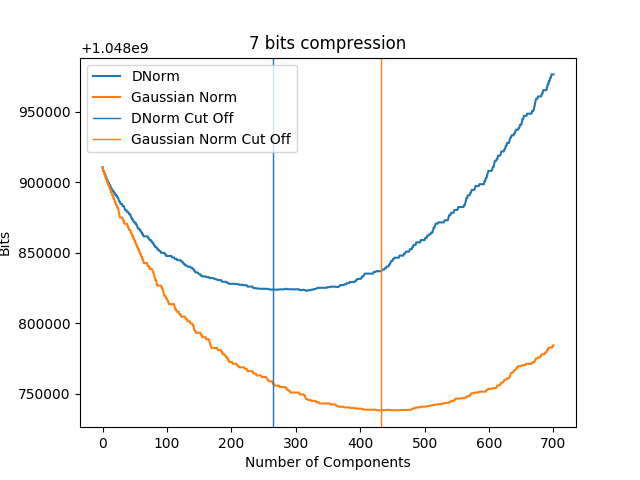 7 bits compression
+1.048e9
DNorm
Gaussian Norm
DNorm Cut Off
Gaussian Norm Cut Off
950000
900000
850000
800000
750000
Bits
0 100 200 300 400 500 600 700
Number of Components